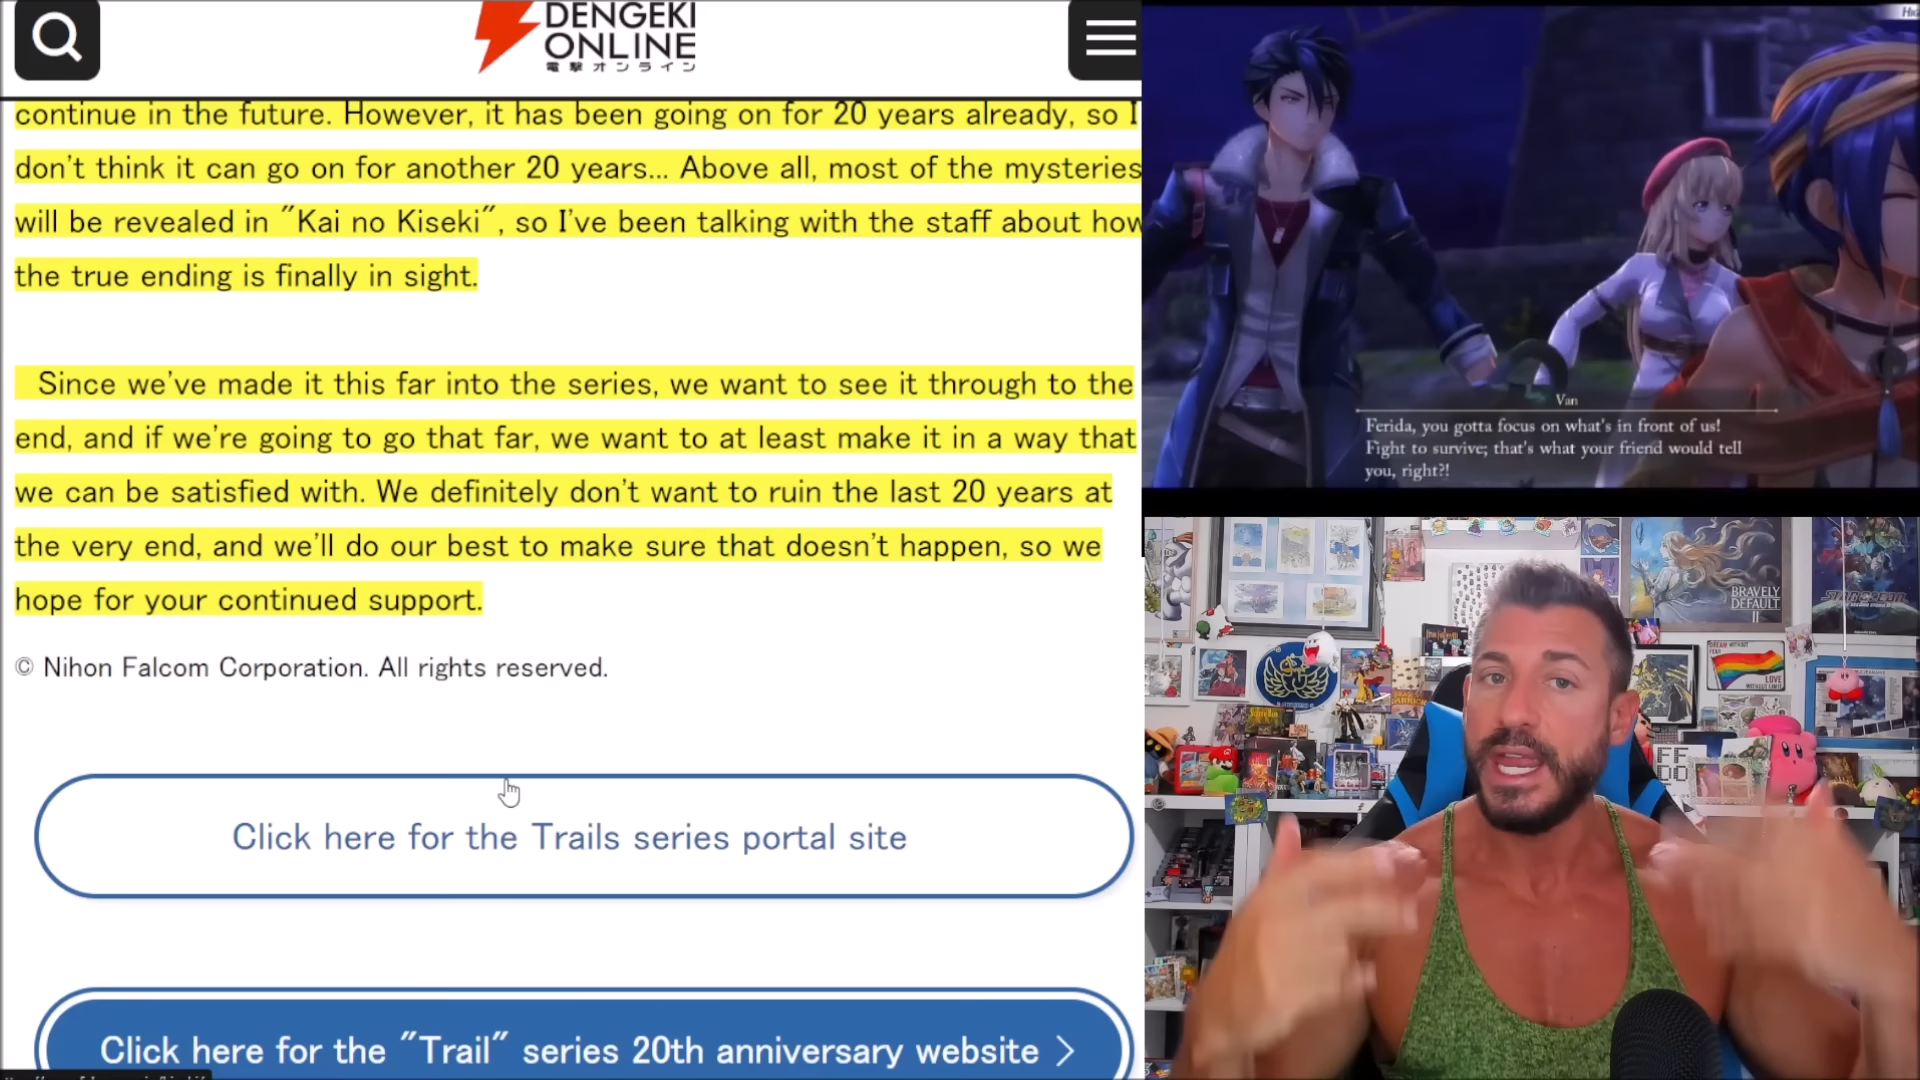 DENGEKI
ONLINE
電撃オンライン
continue in the future. However, it has been going on for 20 years already, so I
don't think it can go on for another 20 years... Above all, most of the mysteries
will be revealed in "Kai no Kiseki", so I've been talking with the staff about how
the true ending is finally in sight.
Since we've made it this far into the series, we want to see it through to the
end, and if we're going to go that far, we want to at least make it in a way that
we can be satisfied with. We definitely don't want to ruin the last 20 years at
the very end, and we'll do our best to make sure that doesn't happen, so we
hope for your continued support.
© Nihon Falcom Corporation. All rights reserved.
Click here for the Trails series portal site
Click here for the "Trail" series 20th anniversary website >
Van
Ferida, you gotta focus on what's in front of us!
Fight to survive; that's what your friend would tell
you, right?!
BRAVELY
DEFAULT
II
LOVE